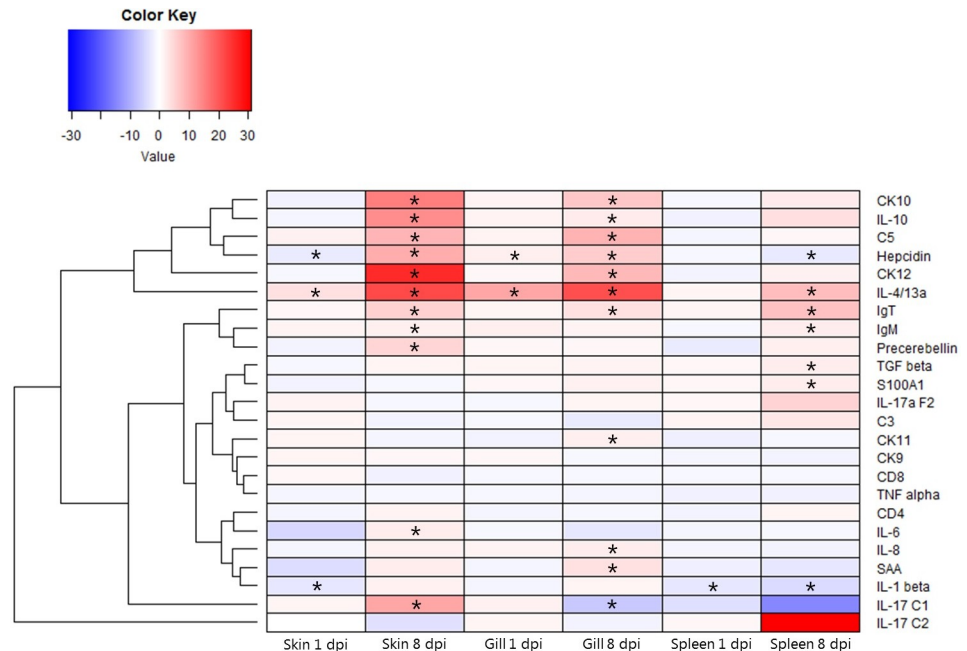 Color Key
-30 -10 0 10 20 30
Value
* * CK10
* * IL-10
* * C5
* * * * * Hepcidin
* * CK12
* * * * * IL-4/13a
* * * IgT
* * IgM
* Precerebellin
* TGF beta
* S100A1
IL-17a F2
C3
* CK11
CK9
CD8
TNF alpha
CD4
* IL-6
* IL-8
* SAA
* * * IL-1 beta
* * IL-17 C1
IL-17 C2
Skin 1 dpi Skin 8 dpi Gill 1 dpi Gill 8 dpi Spleen 1 dpi Spleen 8 dpi